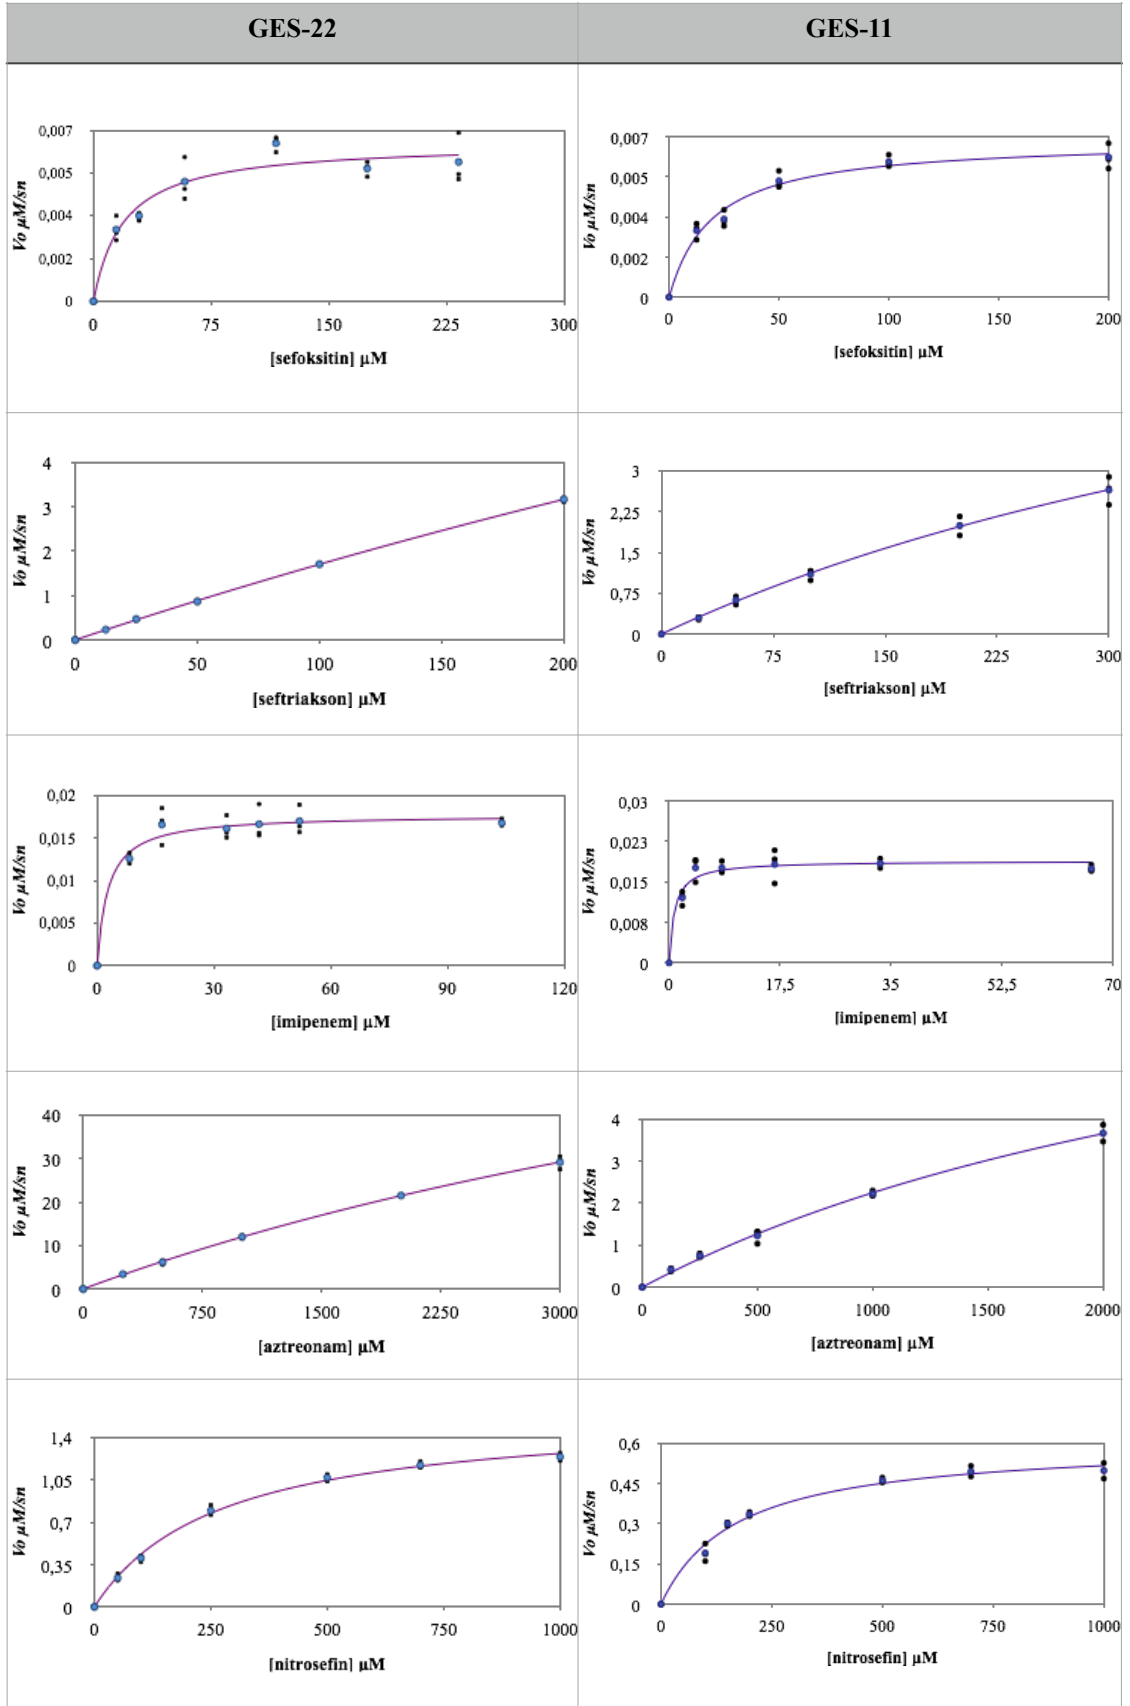 GES-22 GES-11
Vo µM/sn
0,007
0,005
0,004
0,002
0
0 75 150 225 300
[sefoksitin] µM
Vo µM/sn
0,007
0,005
0,004
0,002
0
0 50 100 150 200
[sefoksitin] µM
Vo µM/sn
4
3
2
1
0
0 50 100 150 200
[seftriakson] µM
Vo µM/sn
3
2,25
1,5
0,75
0
0 75 150 225 300
[seftriakson] µM
Vo µM/sn
0,02
0,015
0,01
0,005
0
0 30 60 90 120
[imipenem] µM
Vo µM/sn
0,03
0,023
0,015
0,008
0
0 17,5 35 52,5 70
[imipenem] µM
Vo µM/sn
40
30
20
10
0
0 750 1500 2250 3000
[aztreonam] µM
Vo µM/sn
4
3
2
1
0
0 500 1000 1500 2000
[aztreonam] µM
Vo µM/sn
1,4
1,05
0,7
0,35
0
0 250 500 750 1000
[nitrosefin] µM
Vo µM/sn
0,6
0,45
0,3
0,15
0
0 250 500 750 1000
[nitrosefin] µM